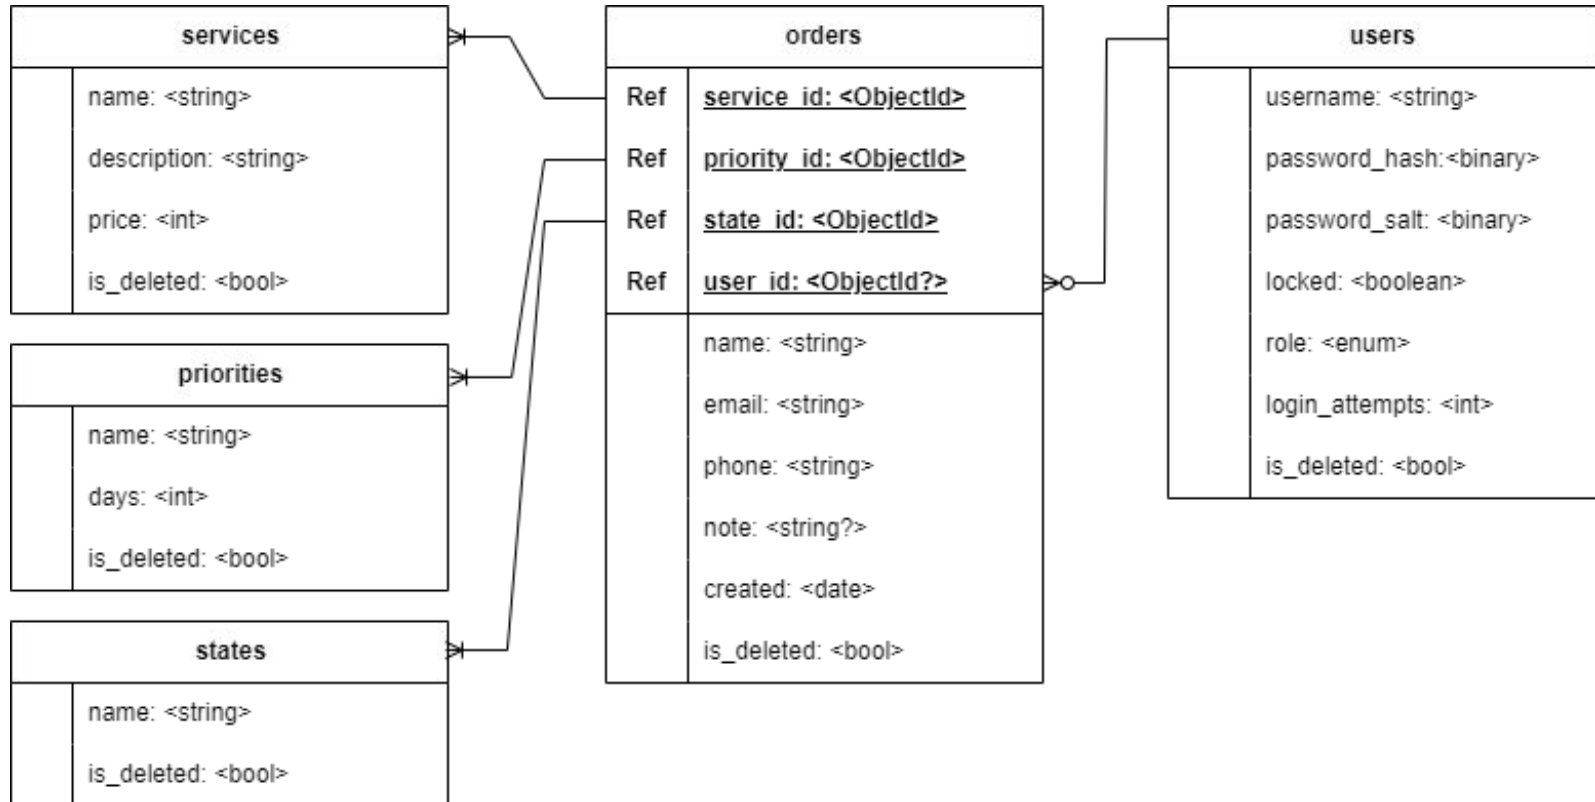 services
name: <string>
description: <string>
price: <int>
is_deleted: <bool>
priorities
name: <string>
days: <int>
is_deleted: <bool>
states
name: <string>
is_deleted: <bool>
orders
Ref service_id: <ObjectId>
Ref priority_id: <ObjectId>
Ref state_id: <ObjectId>
Ref user_id: <ObjectId?>
name: <string>
email: <string>
phone: <string>
note: <string?>
created: <date>
is_deleted: <bool>
users
username: <string>
password_hash:<binary>
password_salt: <binary>
locked: <boolean>
role: <enum>
login_attempts: <int>
is_deleted: <bool>